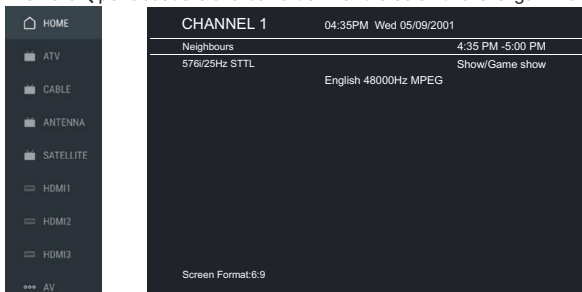 HOME
ATV
CABLE
ANTENNA
SATELLITE
HDMI1
HDMI2
HDMI3
AV
CHANNEL 1 04:35PM Wed 05/09/2001
Neighbours 4:35 PM -5:00 PM
576i/25Hz STTL Show/Game show
English 48000Hz MPEG
Screen Format:6:9